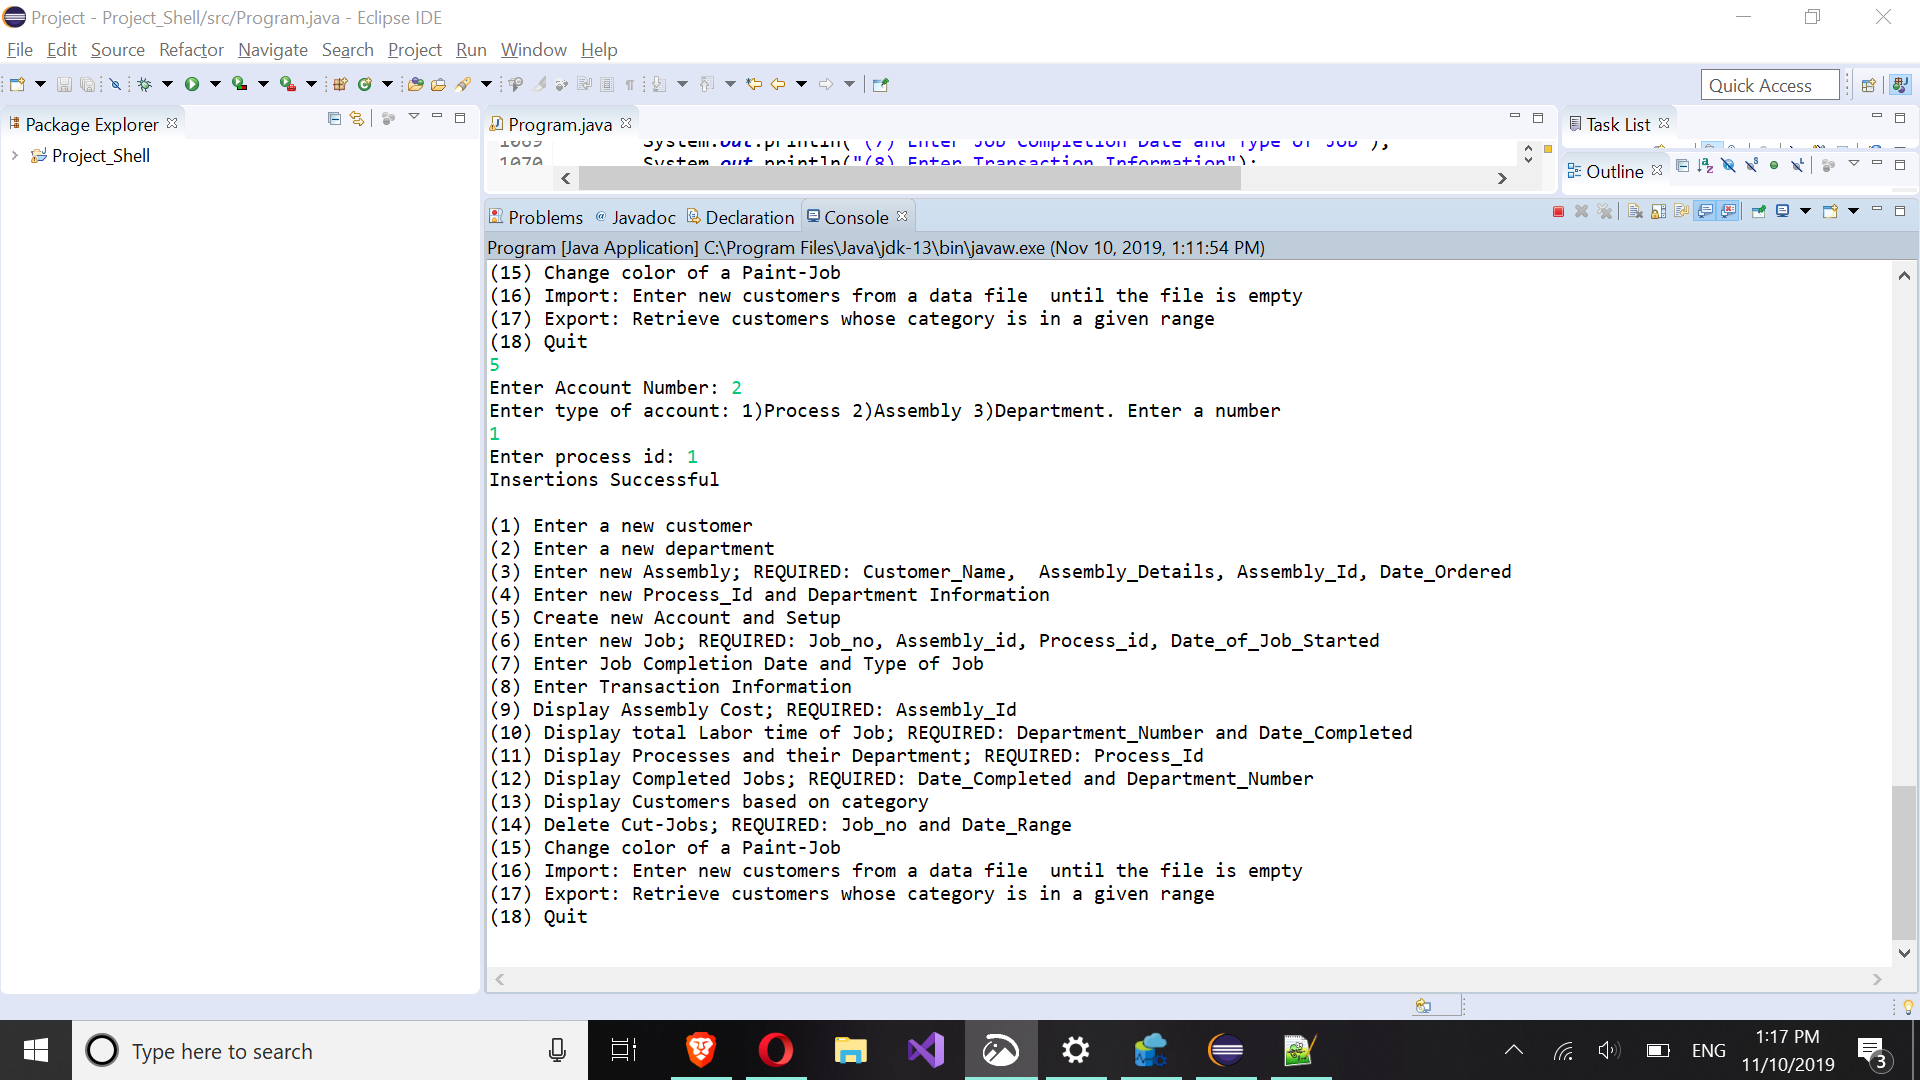 Project - Project_Shell/src/Program.java - Eclipse IDE
File Edit Source Refactor Navigate Search Project Run Window Help
Quick Access
Package Explorer
Project_Shell
Program.java
1069 System.out.println("(7) Enter Job Completion Date and Type of Job");
1070 System.out.println("(8) Enter Transaction Information");
Task List
Outline
Problems @ Javadoc Declaration Console
Program [Java Application] C:\Program Files\Java\jdk-13\bin\javaw.exe (Nov 10, 2019, 1:11:54 PM)
(15) Change color of a Paint-Job
(16) Import: Enter new customers from a data file  until the file is empty
(17) Export: Retrieve customers whose category is in a given range
(18) Quit
5
Enter Account Number: 2
Enter type of account: 1)Process 2)Assembly 3)Department. Enter a number
1
Enter process id: 1
Insertions Successful
(1) Enter a new customer
(2) Enter a new department
(3) Enter new Assembly; REQUIRED: Customer_Name,  Assembly_Details, Assembly_Id, Date_Ordered
(4) Enter new Process_Id and Department Information
(5) Create new Account and Setup
(6) Enter new Job; REQUIRED: Job_no, Assembly_id, Process_id, Date_of_Job_Started
(7) Enter Job Completion Date and Type of Job
(8) Enter Transaction Information
(9) Display Assembly Cost; REQUIRED: Assembly_Id
(10) Display total Labor time of Job; REQUIRED: Department_Number and Date_Completed
(11) Display Processes and their Department; REQUIRED: Process_Id
(12) Display Completed Jobs; REQUIRED: Date_Completed and Department_Number
(13) Display Customers based on category
(14) Delete Cut-Jobs; REQUIRED: Job_no and Date_Range
(15) Change color of a Paint-Job
(16) Import: Enter new customers from a data file  until the file is empty
(17) Export: Retrieve customers whose category is in a given range
(18) Quit
Type here to search
ENG
1:17 PM
11/10/2019
3